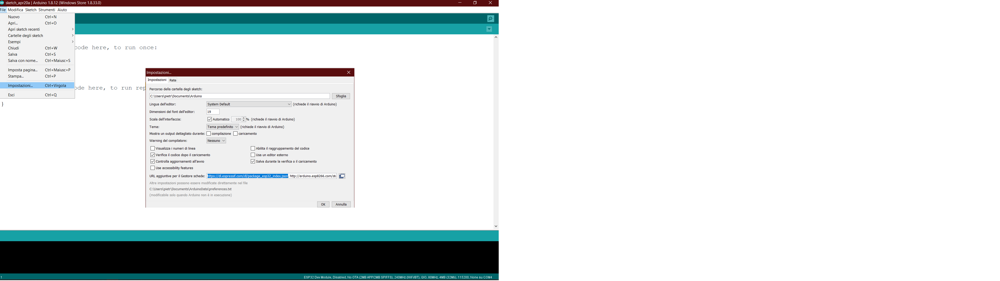 sketch_apr20a | Arduino 1.8.12 (Windows Store 1.8.33.0)
File Modifica Sketch Strumenti Aiuto
Nuovo Ctrl+N
Apri... Ctrl+O
Apri sketch recenti
Cartelle degli sketch
Esempi
Chiudi Ctrl+W
Salva Ctrl+S
Salva con nome... Ctrl+Maiusc+S
Imposta pagina... Ctrl+Maiusc+P
Stampa... Ctrl+P
Impostazioni... Ctrl+Virgola
Esci Ctrl+Q
code here, to run once:
ode here, to run rep
}
Impostazioni...
Impostazioni Rete
Percorso della cartella degli sketch:
C:\Users\pietr\Documents\Arduino Sfoglia
Lingua dell'editor: System Default (richiede il riavvio di Arduino)
Dimensioni del font dell'editor: 19
Scala dell'interfaccia: Automatico 100 % (richiede il riavvio di Arduino)
Tema: Tema predefinito (richiede il riavvio di Arduino)
Mostra un output dettagliato durante: compilazione caricamento
Warning del compilatore: Nessuno
Visualizza i numeri di linea Abilita il raggruppamento del codice
Verifica il codice dopo il caricamento Usa un editor esterno
Controlla aggiornamenti all'avvio Salva durante la verifica o il caricamento
Use accessibility features
URL aggiuntive per il Gestore schede: https://dl.espressif.com/dl/package_esp32_index.json, http://arduino.esp8266.com/sta
Altre impostazioni possono essere modificate direttamente nel file
C:\Users\pietr\Documents\ArduinoData\preferences.txt
(modificabile solo quando Arduino non è in esecuzione)
OK Annulla
1 ESP32 Dev Module, Disabled, No OTA (2MB APP/2MB SPIFFS), 240MHz (WiFi/BT), QIO, 80MHz, 4MB (32Mb), 115200, None su COM4